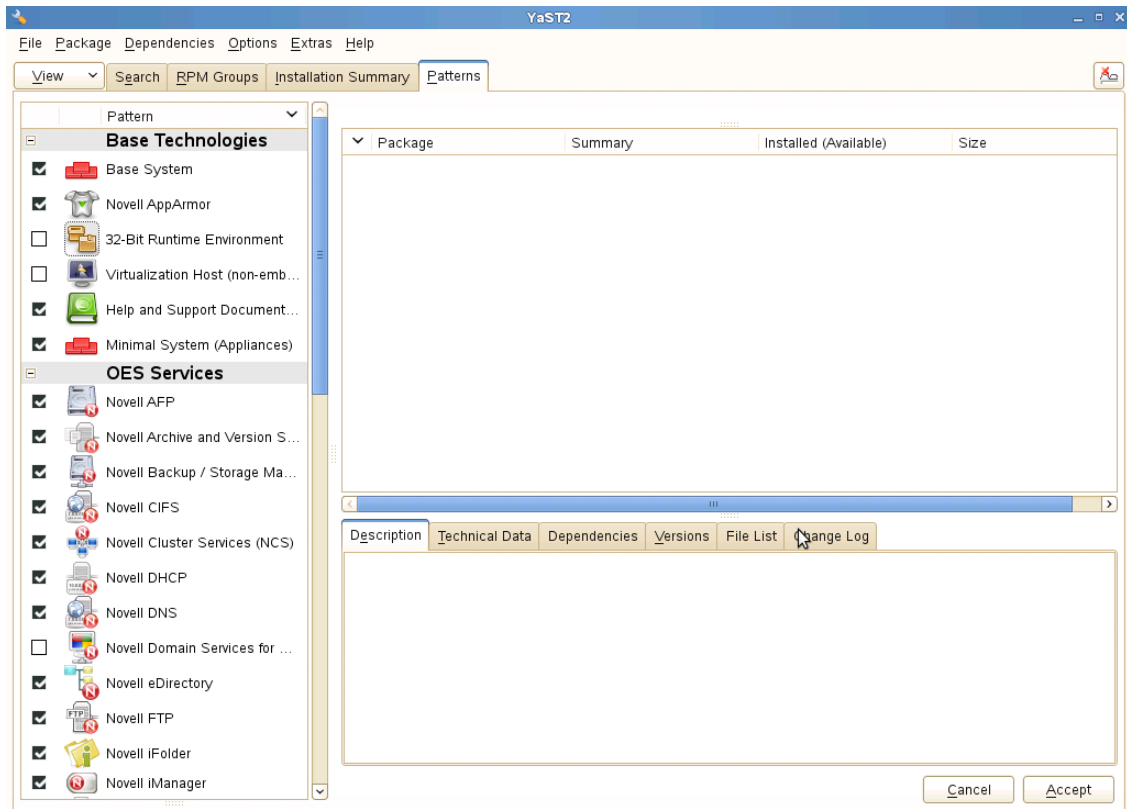 YaST2
File Package Dependencies Options Extras Help
View Search RPM Groups Installation Summary Patterns
Pattern
Base Technologies
Base System
Novell AppArmor
32-Bit Runtime Environment
Virtualization Host (non-emb...
Help and Support Document...
Minimal System (Appliances)
OES Services
Novell AFP
Novell Archive and Version S...
Novell Backup / Storage Ma...
Novell CIFS
Novell Cluster Services (NCS)
Novell DHCP
Novell DNS
Novell Domain Services for ...
Novell eDirectory
Novell FTP
Novell iFolder
Novell iManager
Package Summary Installed (Available) Size
Description Technical Data Dependencies Versions File List Change Log
Cancel Accept